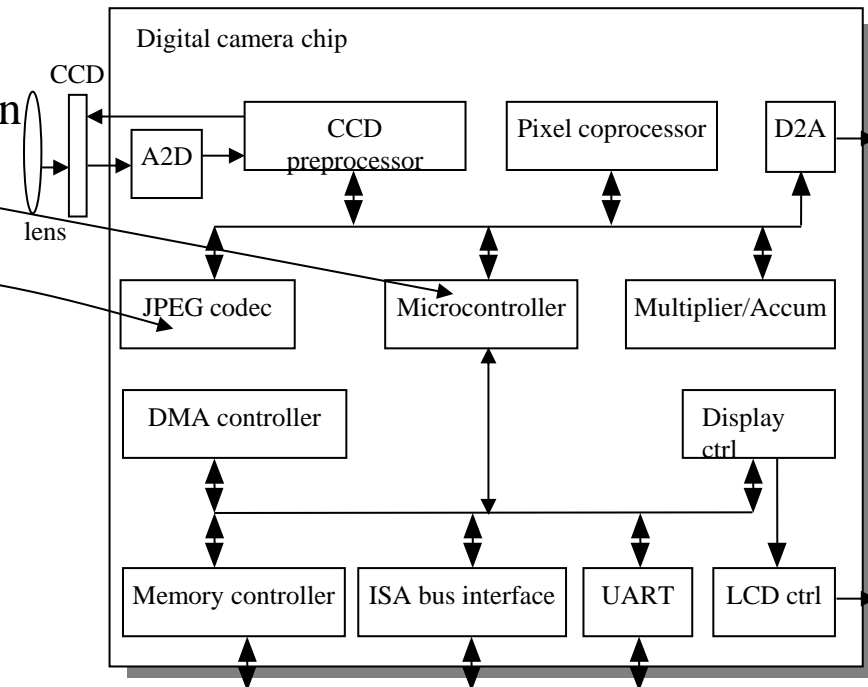 Digital camera chip
CCD
n
lens
A2D
CCD
preprocessor
Pixel coprocessor
D2A
JPEG codec
Microcontroller
Multiplier/Accum
DMA controller
Display
ctrl
Memory controller
ISA bus interface
UART
LCD ctrl